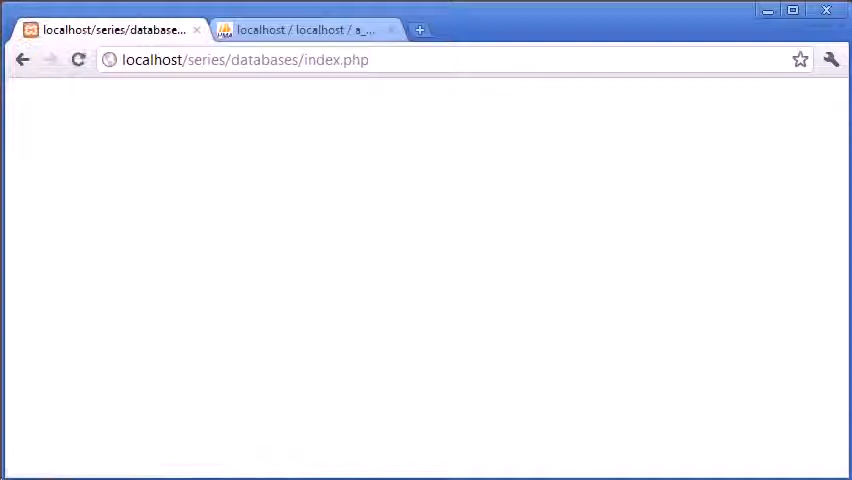 localhost/series/database...
localhost / localhost / a_...
localhost/series/databases/index.php